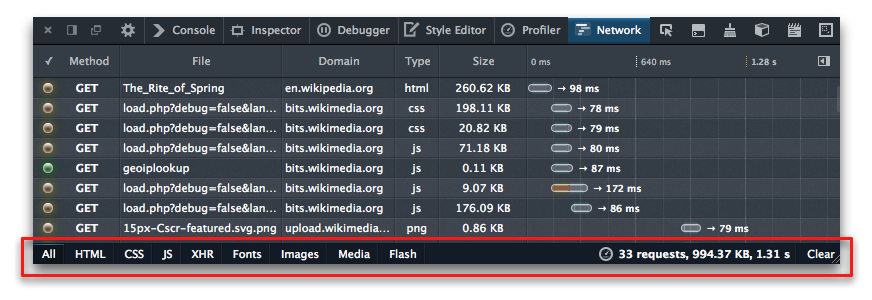 Console Inspector Debugger Style Editor Profiler Network
✓ Method File Domain Type Size 0 ms 640 ms 1.28 s
GET The_Rite_of_Spring en.wikipedia.org html 260.62 KB → 98 ms
GET load.php?debug=false&lan... bits.wikimedia.org css 198.11 KB → 78 ms
GET load.php?debug=false&lan... bits.wikimedia.org css 20.82 KB → 79 ms
GET load.php?debug=false&lan... bits.wikimedia.org js 71.18 KB → 80 ms
GET geoiplookup bits.wikimedia.org js 0.11 KB → 87 ms
GET load.php?debug=false&lan... bits.wikimedia.org js 9.07 KB → 172 ms
GET load.php?debug=false&lan... bits.wikimedia.org js 176.09 KB → 86 ms
GET 15px-Cscr-featured.svg.png upload.wikimedia... png 0.86 KB → 79 ms
All HTML CSS JS XHR Fonts Images Media Flash 33 requests, 994.37 KB, 1.31 s Clear